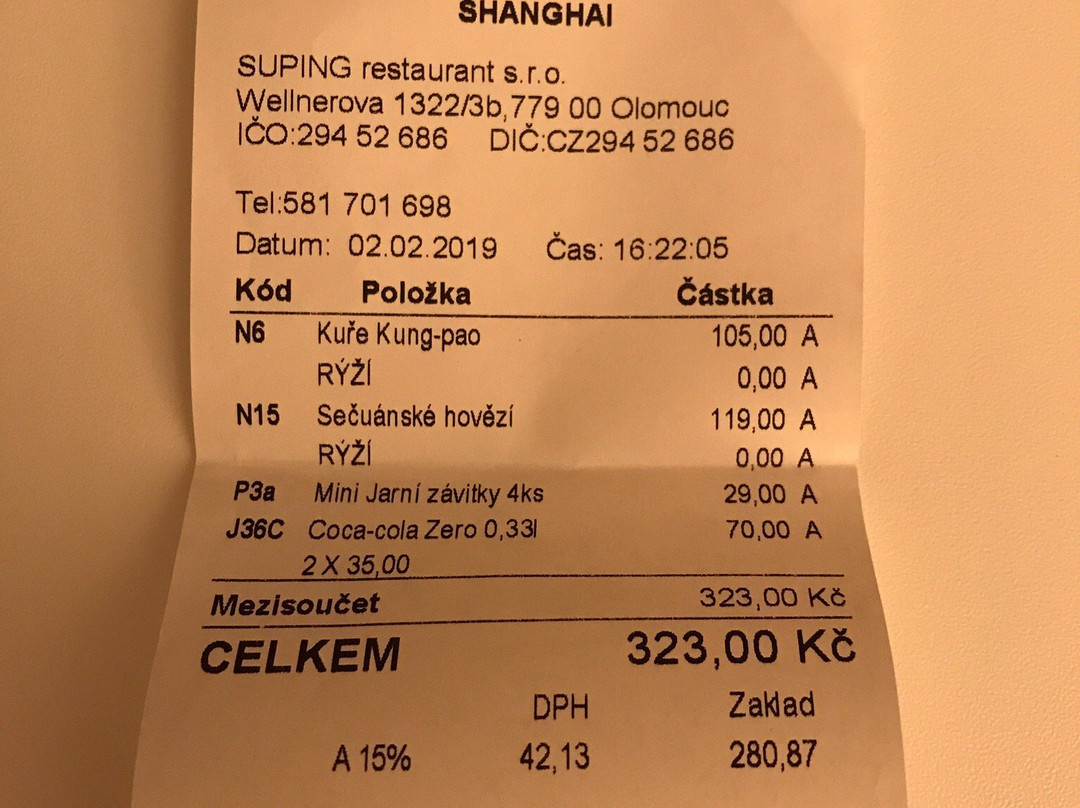 SHANGHAI
SUPING restaurant s.r.o.
Wellnerova 1322/3b,779 00 Olomouc
IČO:294 52 686 DIČ:CZ294 52 686
Tel:581 701 698
Datum: 02.02.2019 Čas: 16:22:05
Kód Položka Částka
N6 Kuře Kung-pao 105,00 A
RÝŽÍ 0,00 A
N15 Sečuánské hovězí 119,00 A
RÝŽÍ 0,00 A
P3a Mini Jarní závitky 4ks 29,00 A
J36C Coca-cola Zero 0,33l 70,00 A
2 X 35,00
Mezisoučet 323,00 Kč
CELKEM 323,00 Kč
DPH Zaklad
A 15% 42,13 280,87